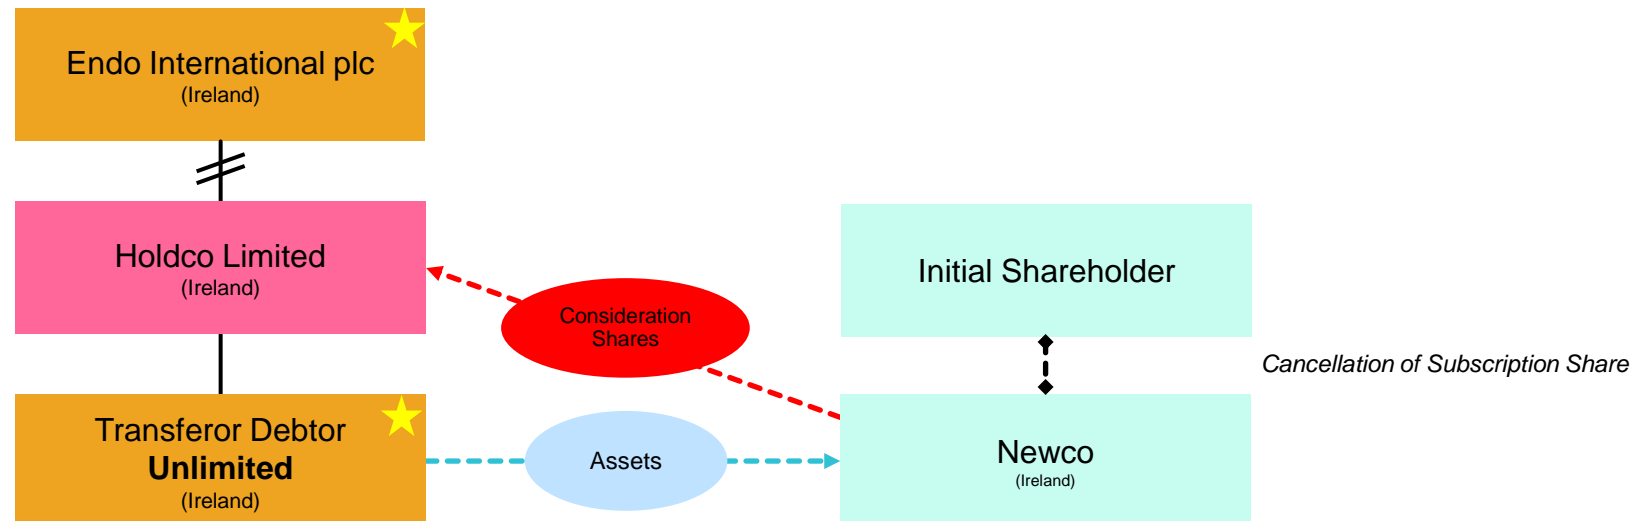 Endo International plc
(Ireland)
Holdco Limited
(Ireland)
Transferor Debtor
Unlimited
(Ireland)
Consideration
Shares
Assets
Initial Shareholder
Cancellation of Subscription Share
Newco
(Ireland)